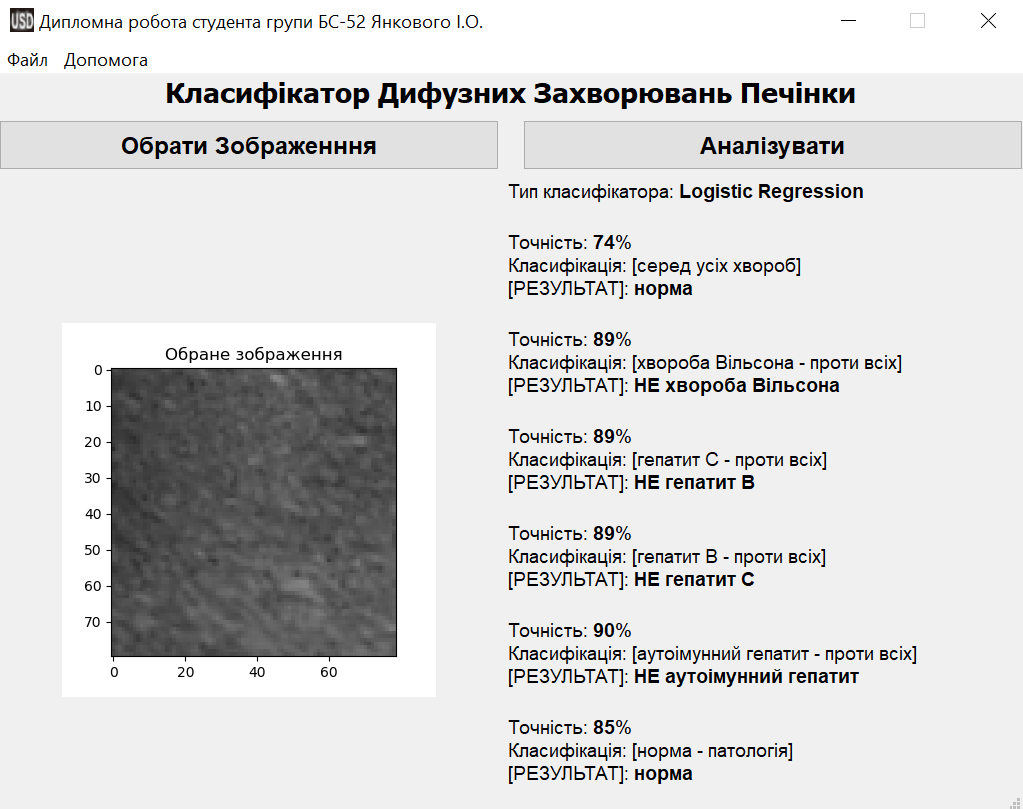 USD Дипломна робота студента групи БС-52 Янкового І.О.
Файл Допомога
Класифікатор Дифузних Захворювань Печінки
Обрати Зображенння
Аналізувати
Тип класифікатора: Logistic Regression
Точність: 74%
Класифікація: [серед усіх хвороб]
[РЕЗУЛЬТАТ]: норма
Точність: 89%
Класифікація: [хвороба Вільсона - проти всіх]
[РЕЗУЛЬТАТ]: НЕ хвороба Вільсона
Точність: 89%
Класифікація: [гепатит С - проти всіх]
[РЕЗУЛЬТАТ]: НЕ гепатит В
Точність: 89%
Класифікація: [гепатит В - проти всіх]
[РЕЗУЛЬТАТ]: НЕ гепатит С
Точність: 90%
Класифікація: [аутоімунний гепатит - проти всіх]
[РЕЗУЛЬТАТ]: НЕ аутоімунний гепатит
Точність: 85%
Класифікація: [норма - патологія]
[РЕЗУЛЬТАТ]: норма
Обране зображення
0
10
20
30
40
50
60
70
0 20 40 60